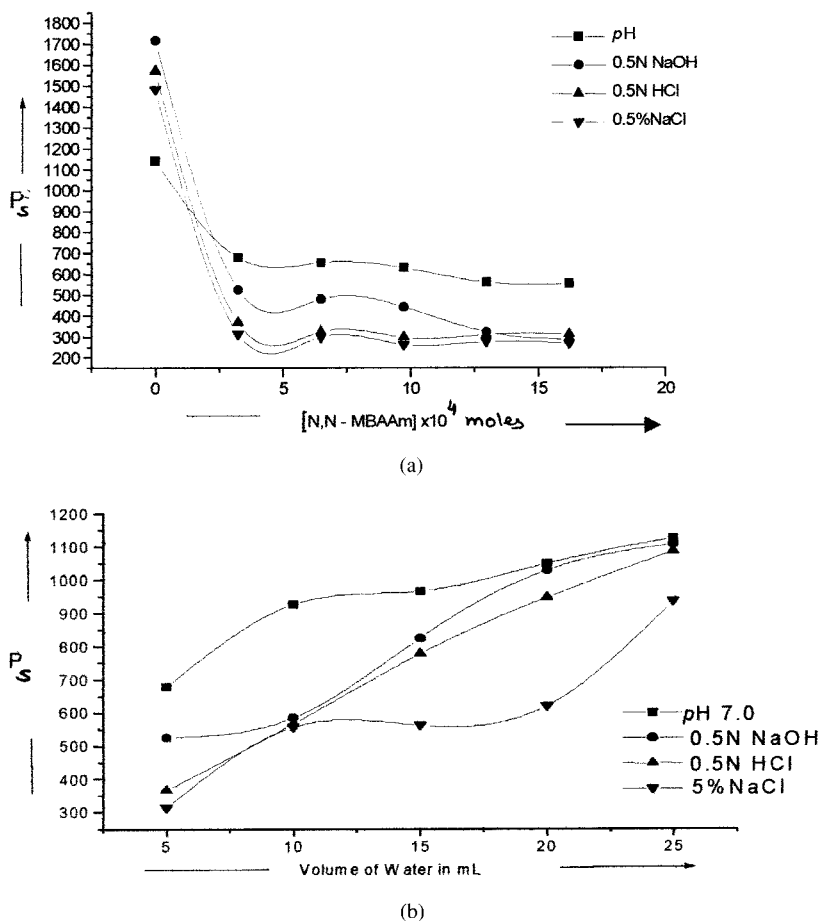 1800
1700
1600
1500
1400
1300
1200
1100
1000
900
800
700
600
500
400
300
200
Ps
pH
0.5N NaOH
0.5N HCl
0.5%NaCl
0 5 10 15 20
[N,N - MBAAm] x10^4 moles
(a)
1200
1100
1000
900
800
700
600
500
400
300
Ps
pH 7.0
0.5N NaOH
0.5N HCl
5%NaCl
5 10 15 20 25
Volume of Water in mL
(b)